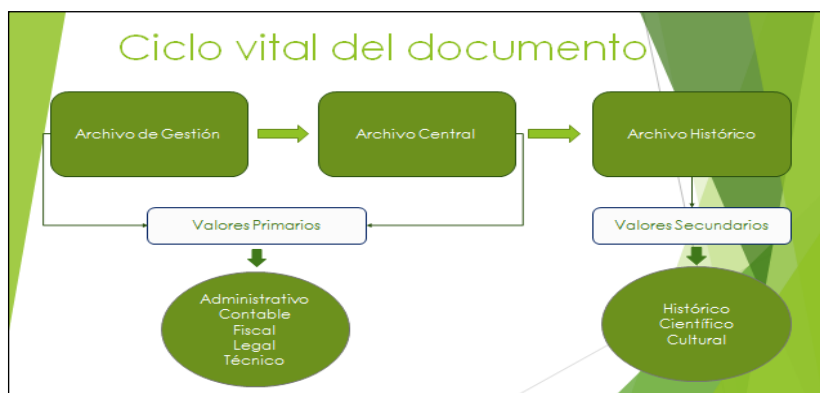 Ciclo vital del documento
Archivo de Gestión
Archivo Central
Archivo Histórico
Valores Primarios
Valores Secundarios
Administrativo
Contable
Fiscal
Legal
Técnico
Histórico
Científico
Cultural